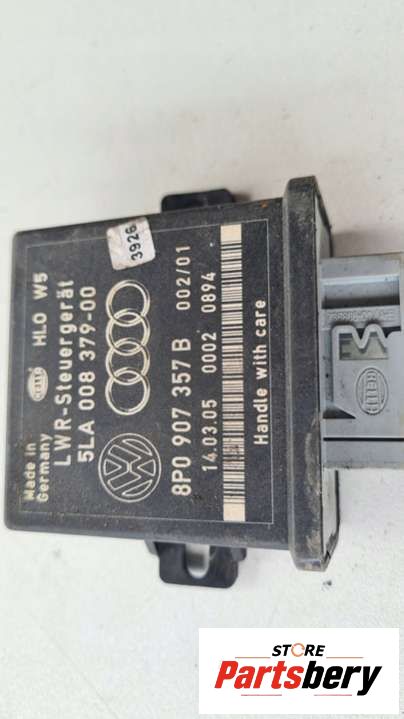 Made in
Germany
HELLA
HLO W5
LWR-Steuergerät
5LA 008 379-00
3926
8P0 907 357 B 002/01
14.03.05 0002 0894
Handle with care
HELLA
STORE
Partsbery